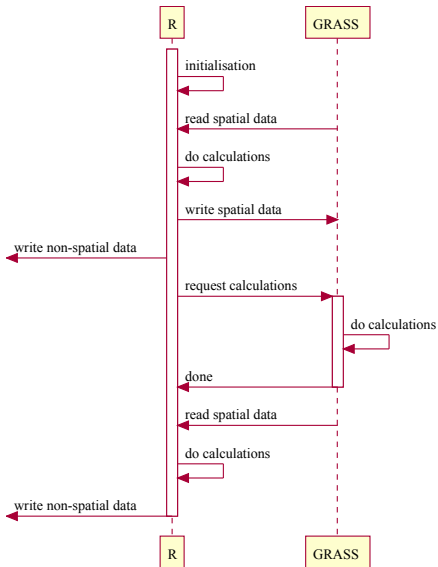 R GRASS
initialisation
read spatial data
do calculations
write spatial data
write non-spatial data
request calculations
do calculations
done
read spatial data
do calculations
write non-spatial data
R GRASS